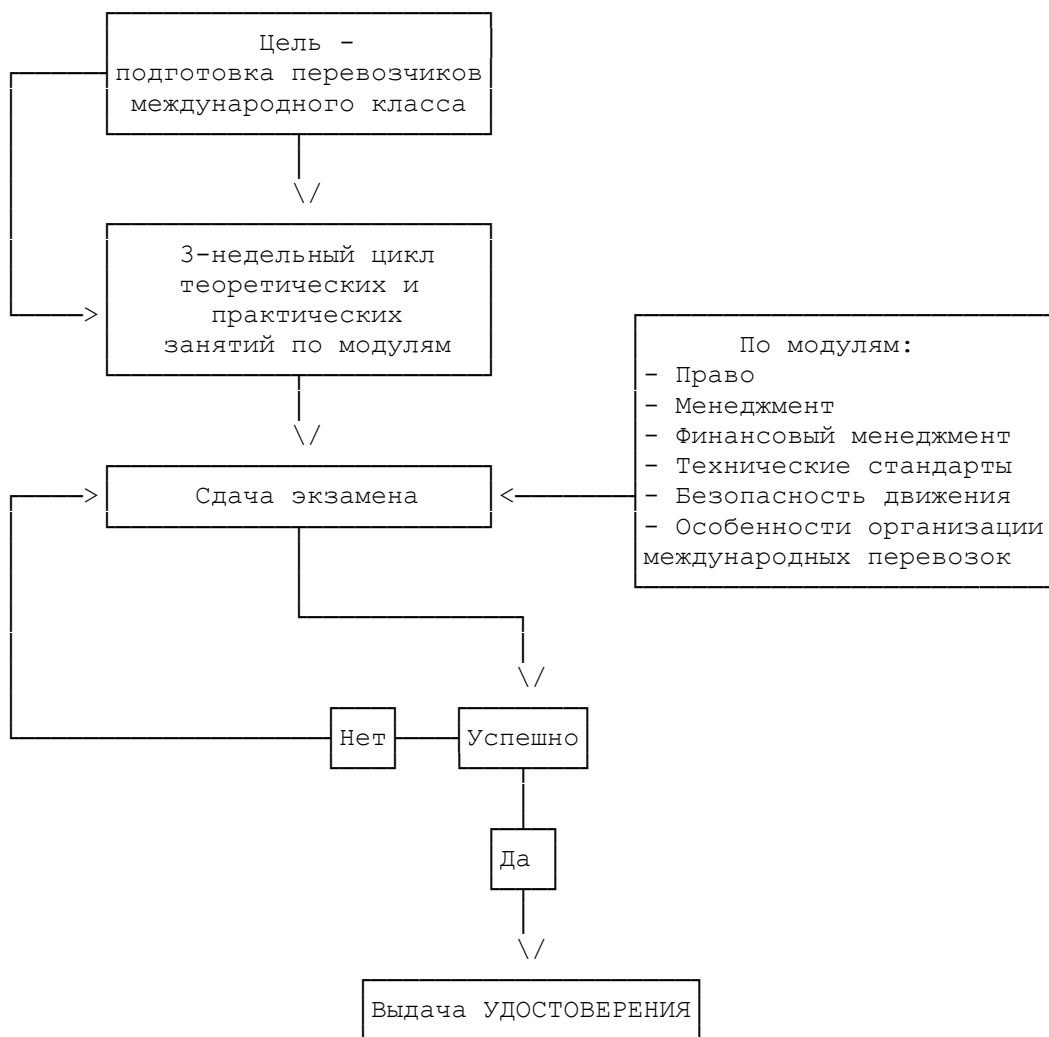 Цель -
подготовка перевозчиков
международного класса
3-недельный цикл
теоретических и
практических
занятий по модулям
По модулям:
- Право
- Менеджмент
- Финансовый менеджмент
- Технические стандарты
- Безопасность движения
- Особенности организации
международных перевозок
Сдача экзамена
Нет
Успешно
Да
Выдача УДОСТОВЕРЕНИЯ